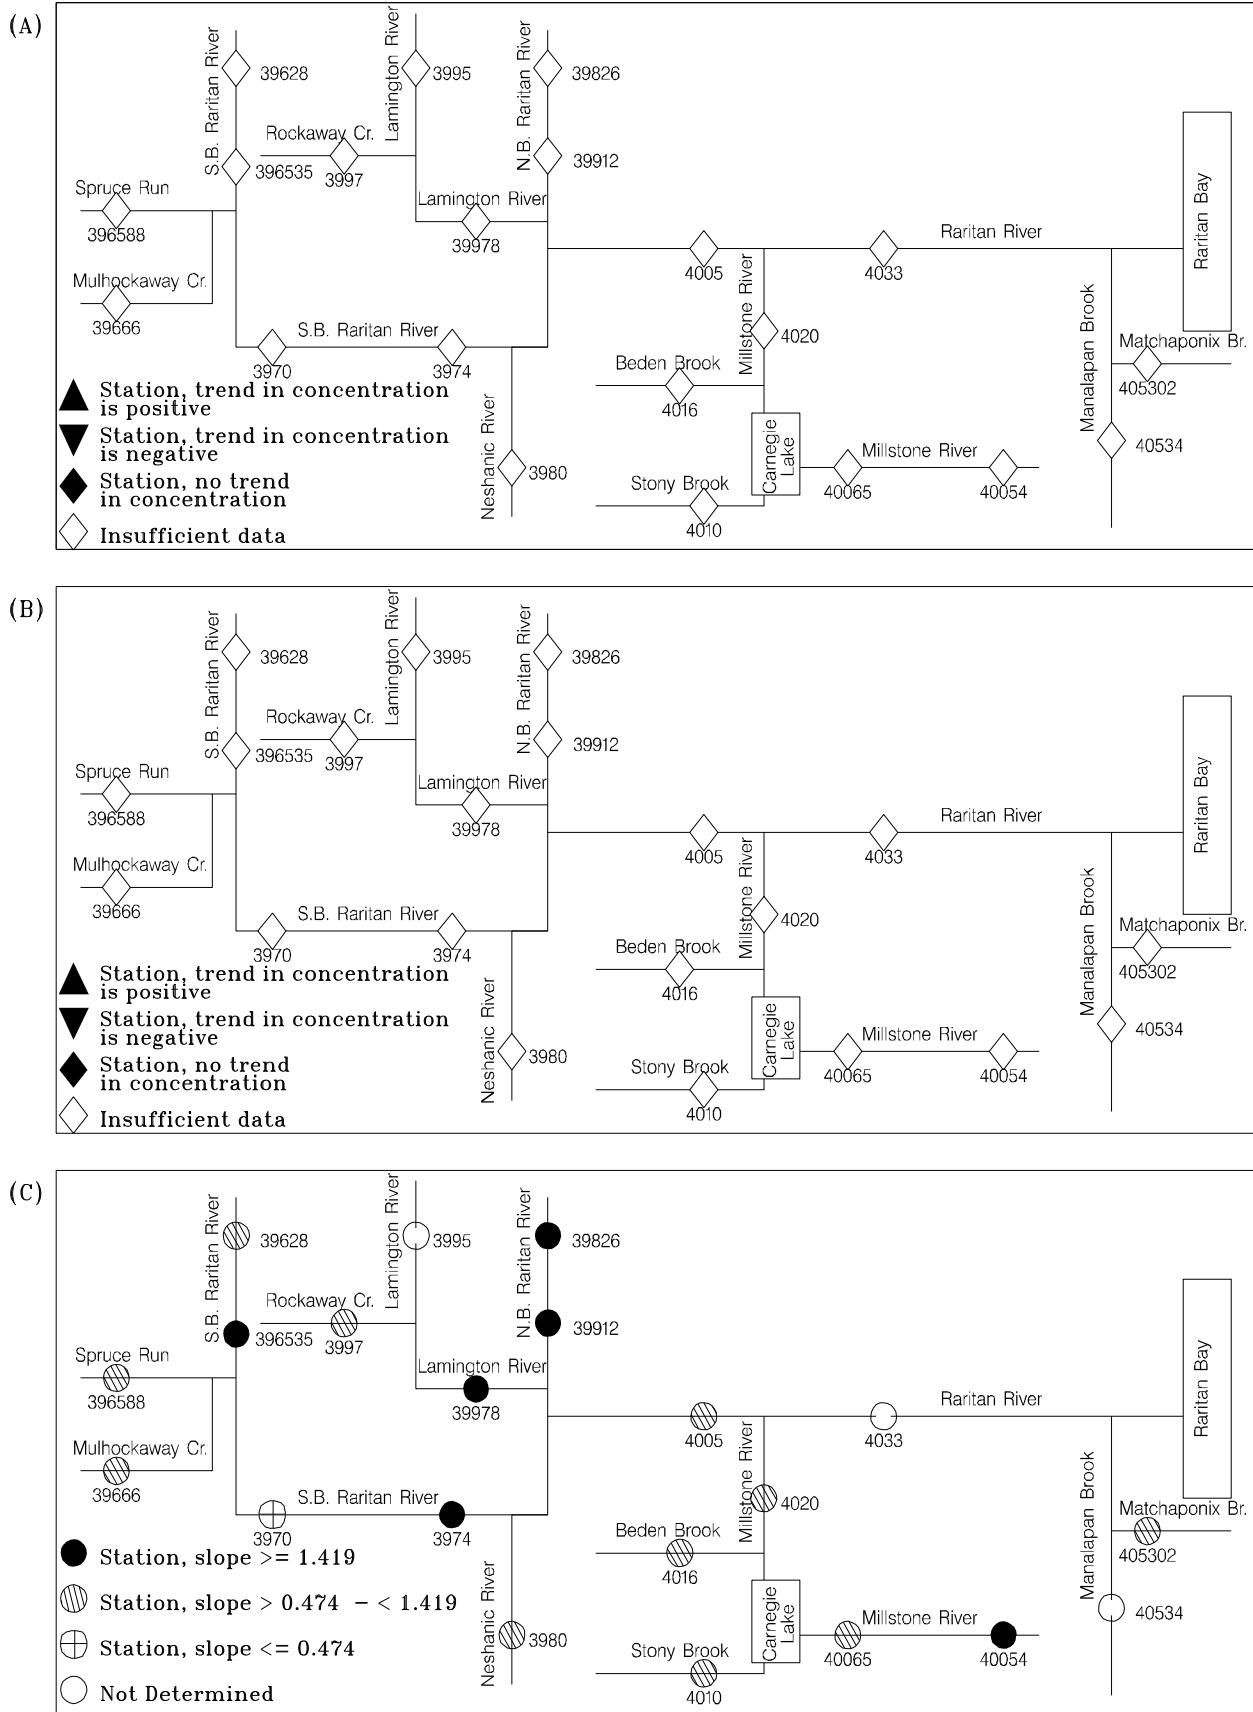 (A)
S.B. Raritan River
39628
Lamington River
3995
N.B. Raritan River
39826
Rockaway Cr.
3997
39912
396535
Spruce Run
396588
Lamington River
39978
Raritan River
Raritan Bay
4005
4033
Mulhockaway Cr.
39666
S.B. Raritan River
3970
3974
Millstone River
4020
Manalapan Brook
Matchaponix Br.
405302
Beden Brook
4016
Neshanic River
3980
Carnegie
Lake
Millstone River
40065
40054
40534
Stony Brook
4010
Station, trend in concentration
is positive
Station, trend in concentration
is negative
Station, no trend
in concentration
Insufficient data
(B)
S.B. Raritan River
39628
Lamington River
3995
N.B. Raritan River
39826
Rockaway Cr.
3997
39912
396535
Spruce Run
396588
Lamington River
39978
Raritan River
Raritan Bay
4005
4033
Mulhockaway Cr.
39666
S.B. Raritan River
3970
3974
Millstone River
4020
Manalapan Brook
Matchaponix Br.
405302
Beden Brook
4016
Neshanic River
3980
Carnegie
Lake
Millstone River
40065
40054
40534
Stony Brook
4010
Station, trend in concentration
is positive
Station, trend in concentration
is negative
Station, no trend
in concentration
Insufficient data
(C)
S.B. Raritan River
39628
Lamington River
3995
N.B. Raritan River
39826
Rockaway Cr.
3997
39912
396535
Spruce Run
396588
Lamington River
39978
Raritan River
Raritan Bay
4005
4033
Mulhockaway Cr.
39666
S.B. Raritan River
3970
3974
Millstone River
4020
Manalapan Brook
Matchaponix Br.
405302
Beden Brook
4016
Neshanic River
3980
Carnegie
Lake
Millstone River
40065
40054
40534
Stony Brook
4010
Station, slope >= 1.419
Station, slope > 0.474 - < 1.419
Station, slope <= 0.474
Not Determined